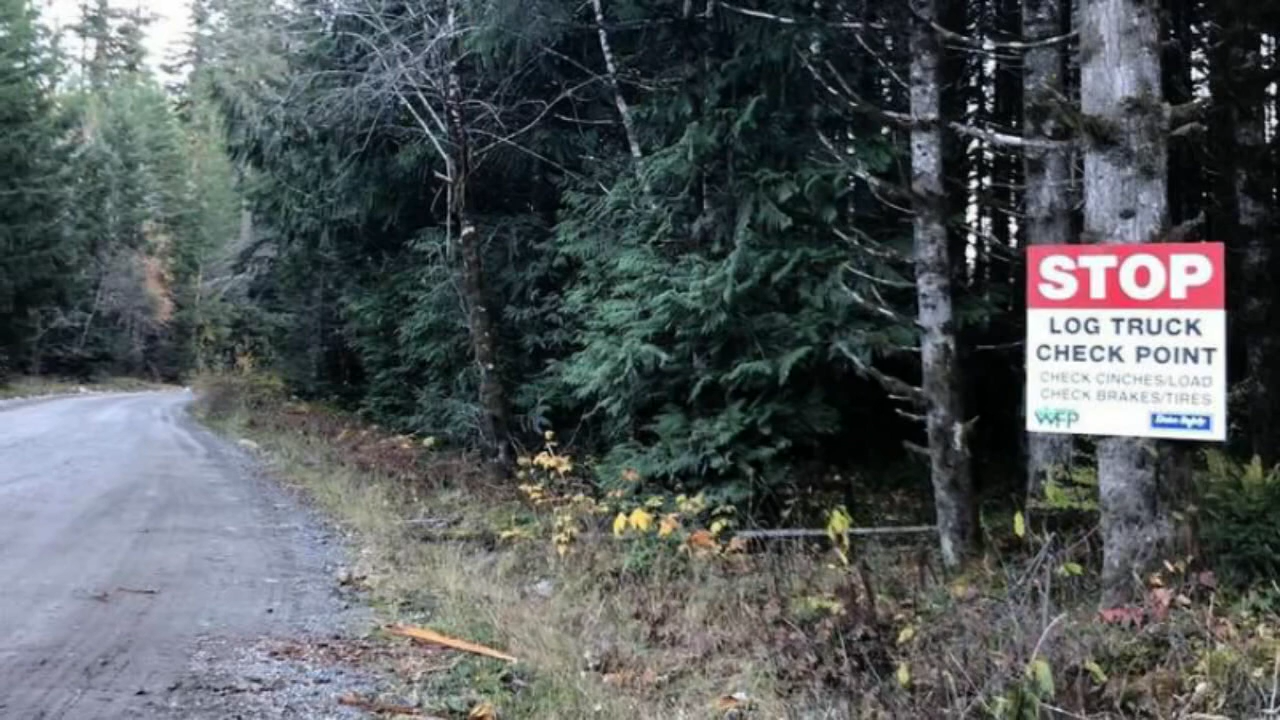 STOP
LOG TRUCK
CHECK POINT
CHECK CINCHES/LOAD
CHECK BRAKES/TIRES
WFP